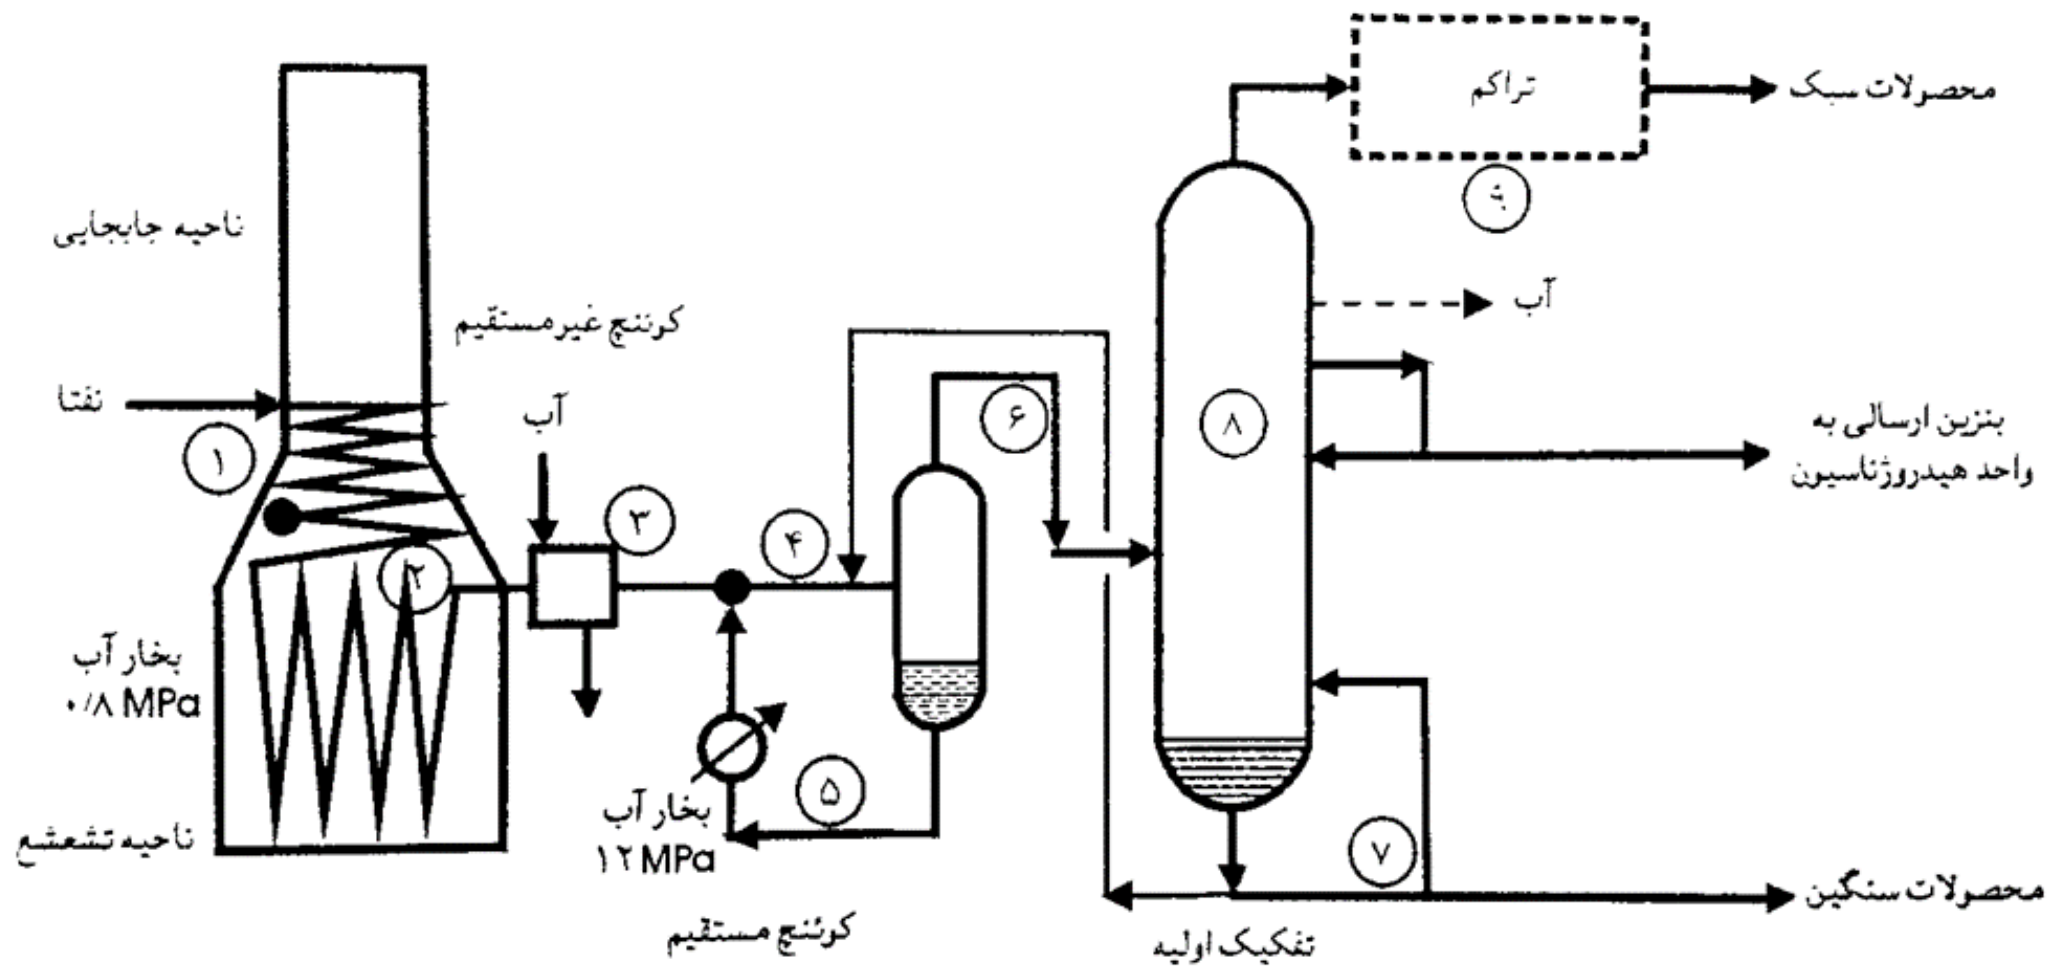 تراکم
محصولات سبک
۹
ناحیه جابجایی
آب
کوننچ غیرمستقیم
نفتا
آب
۶
۸
بنزین ارسالی به
واحد هیدروژناسیون
۱
۳
۴
۲
بخار آب
۰/۸ MPa
بخار آب
۱۲ MPa
۵
ناحیه تشعشع
۷
محصولات سنگین
کوئنچ مستقیم
تفکیک اولیه